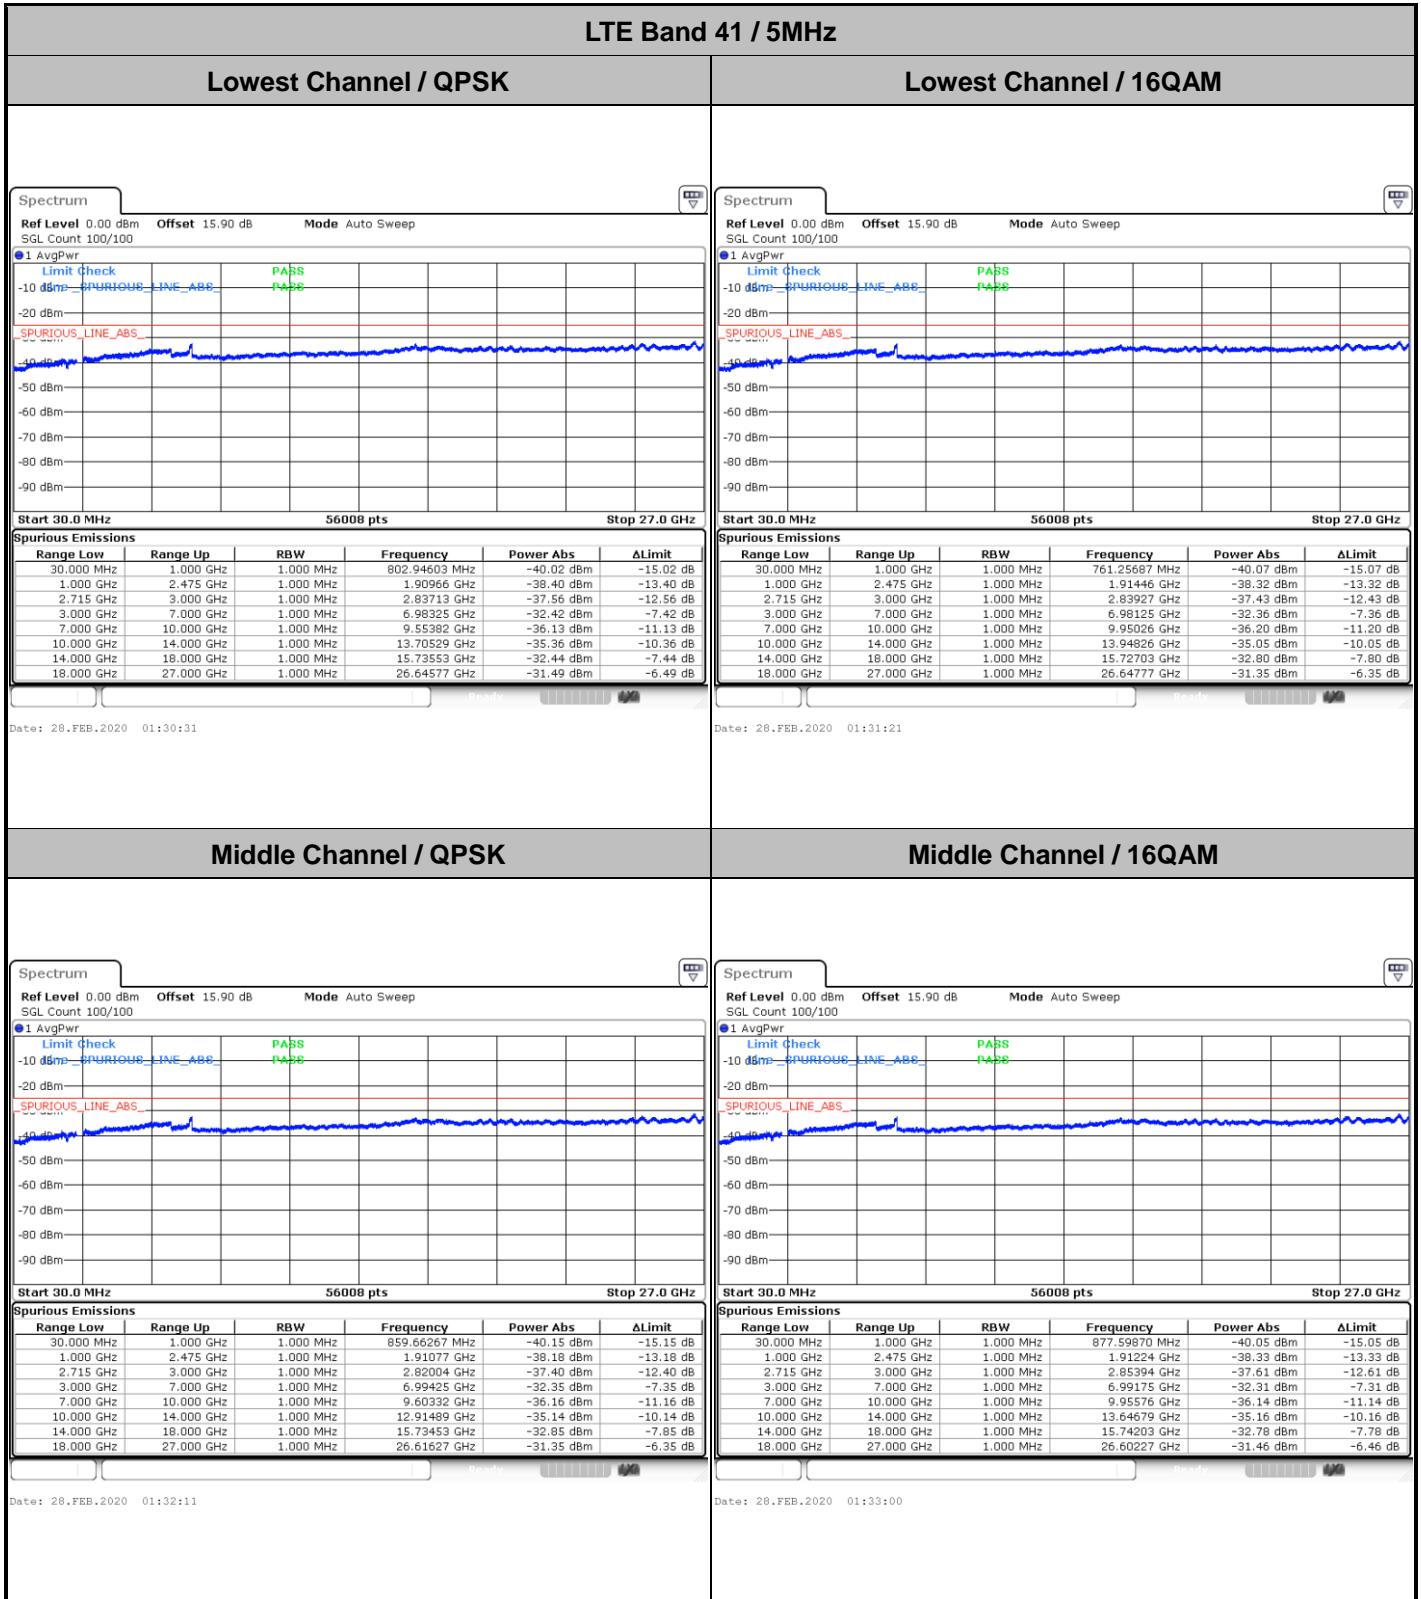 LTE Band 41 / 5MHz
Lowest Channel / QPSK
Lowest Channel / 16QAM
Spectrum
Ref Level 0.00 dBm Offset 15.90 dB Mode Auto Sweep
SGL Count 100/100
1 AvgPwr
Limit Check PASS
-10 dBm Line _SPURIOUS_LINE_ABS_ PASS
-20 dBm
_SPURIOUS_LINE_ABS_
-40 dBm
-50 dBm
-60 dBm
-70 dBm
-80 dBm
-90 dBm
Start 30.0 MHz 56008 pts Stop 27.0 GHz
Spurious Emissions
Range Low Range Up RBW Frequency Power Abs ΔLimit
30.000 MHz 1.000 GHz 1.000 MHz 802.94603 MHz -40.02 dBm -15.02 dB
1.000 GHz 2.475 GHz 1.000 MHz 1.90966 GHz -38.40 dBm -13.40 dB
2.715 GHz 3.000 GHz 1.000 MHz 2.83713 GHz -37.56 dBm -12.56 dB
3.000 GHz 7.000 GHz 1.000 MHz 6.98325 GHz -32.42 dBm -7.42 dB
7.000 GHz 10.000 GHz 1.000 MHz 9.55382 GHz -36.13 dBm -11.13 dB
10.000 GHz 14.000 GHz 1.000 MHz 13.70529 GHz -35.36 dBm -10.36 dB
14.000 GHz 18.000 GHz 1.000 MHz 15.73553 GHz -32.44 dBm -7.44 dB
18.000 GHz 27.000 GHz 1.000 MHz 26.64577 GHz -31.49 dBm -6.49 dB
Date: 28.FEB.2020 01:30:31
Spectrum
Ref Level 0.00 dBm Offset 15.90 dB Mode Auto Sweep
SGL Count 100/100
1 AvgPwr
Limit Check PASS
-10 dBm Line _SPURIOUS_LINE_ABS_ PASS
-20 dBm
_SPURIOUS_LINE_ABS_
-40 dBm
-50 dBm
-60 dBm
-70 dBm
-80 dBm
-90 dBm
Start 30.0 MHz 56008 pts Stop 27.0 GHz
Spurious Emissions
Range Low Range Up RBW Frequency Power Abs ΔLimit
30.000 MHz 1.000 GHz 1.000 MHz 761.25687 MHz -40.07 dBm -15.07 dB
1.000 GHz 2.475 GHz 1.000 MHz 1.91446 GHz -38.32 dBm -13.32 dB
2.715 GHz 3.000 GHz 1.000 MHz 2.83927 GHz -37.43 dBm -12.43 dB
3.000 GHz 7.000 GHz 1.000 MHz 6.98125 GHz -32.36 dBm -7.36 dB
7.000 GHz 10.000 GHz 1.000 MHz 9.95026 GHz -36.20 dBm -11.20 dB
10.000 GHz 14.000 GHz 1.000 MHz 13.94826 GHz -35.05 dBm -10.05 dB
14.000 GHz 18.000 GHz 1.000 MHz 15.72703 GHz -32.80 dBm -7.80 dB
18.000 GHz 27.000 GHz 1.000 MHz 26.64777 GHz -31.35 dBm -6.35 dB
Ready
Date: 28.FEB.2020 01:31:21
Middle Channel / QPSK
Middle Channel / 16QAM
Spectrum
Ref Level 0.00 dBm Offset 15.90 dB Mode Auto Sweep
SGL Count 100/100
1 AvgPwr
Limit Check PASS
-10 dBm Line _SPURIOUS_LINE_ABS_ PASS
-20 dBm
_SPURIOUS_LINE_ABS_
-40 dBm
-50 dBm
-60 dBm
-70 dBm
-80 dBm
-90 dBm
Start 30.0 MHz 56008 pts Stop 27.0 GHz
Spurious Emissions
Range Low Range Up RBW Frequency Power Abs ΔLimit
30.000 MHz 1.000 GHz 1.000 MHz 859.66267 MHz -40.15 dBm -15.15 dB
1.000 GHz 2.475 GHz 1.000 MHz 1.91077 GHz -38.18 dBm -13.18 dB
2.715 GHz 3.000 GHz 1.000 MHz 2.82004 GHz -37.40 dBm -12.40 dB
3.000 GHz 7.000 GHz 1.000 MHz 6.99425 GHz -32.35 dBm -7.35 dB
7.000 GHz 10.000 GHz 1.000 MHz 9.60332 GHz -36.16 dBm -11.16 dB
10.000 GHz 14.000 GHz 1.000 MHz 12.91489 GHz -35.14 dBm -10.14 dB
14.000 GHz 18.000 GHz 1.000 MHz 15.73453 GHz -32.85 dBm -7.85 dB
18.000 GHz 27.000 GHz 1.000 MHz 26.61627 GHz -31.35 dBm -6.35 dB
Ready
Date: 28.FEB.2020 01:32:11
Spectrum
Ref Level 0.00 dBm Offset 15.90 dB Mode Auto Sweep
SGL Count 100/100
1 AvgPwr
Limit Check PASS
-10 dBm Line _SPURIOUS_LINE_ABS_ PASS
-20 dBm
_SPURIOUS_LINE_ABS_
-40 dBm
-50 dBm
-60 dBm
-70 dBm
-80 dBm
-90 dBm
Start 30.0 MHz 56008 pts Stop 27.0 GHz
Spurious Emissions
Range Low Range Up RBW Frequency Power Abs ΔLimit
30.000 MHz 1.000 GHz 1.000 MHz 877.59870 MHz -40.05 dBm -15.05 dB
1.000 GHz 2.475 GHz 1.000 MHz 1.91224 GHz -38.33 dBm -13.33 dB
2.715 GHz 3.000 GHz 1.000 MHz 2.85394 GHz -37.61 dBm -12.61 dB
3.000 GHz 7.000 GHz 1.000 MHz 6.99175 GHz -32.31 dBm -7.31 dB
7.000 GHz 10.000 GHz 1.000 MHz 9.95576 GHz -36.14 dBm -11.14 dB
10.000 GHz 14.000 GHz 1.000 MHz 13.64679 GHz -35.16 dBm -10.16 dB
14.000 GHz 18.000 GHz 1.000 MHz 15.74203 GHz -32.78 dBm -7.78 dB
18.000 GHz 27.000 GHz 1.000 MHz 26.60227 GHz -31.46 dBm -6.46 dB
Ready
Date: 28.FEB.2020 01:33:00